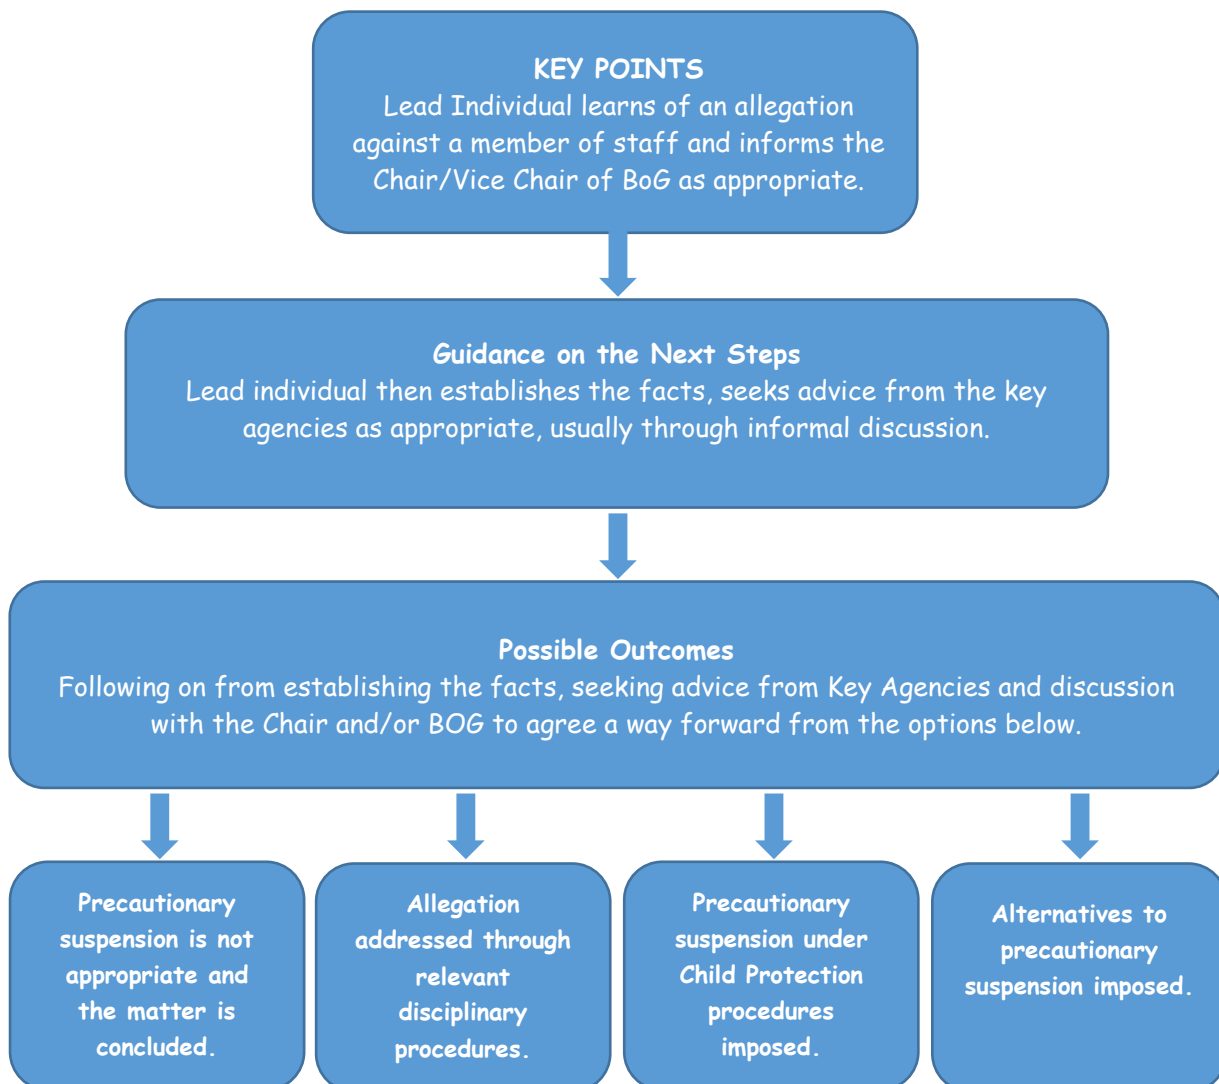 KEY POINTS
Lead Individual learns of an allegation
against a member of staff and informs the
Chair/Vice Chair of BoG as appropriate.
Guidance on the Next Steps
Lead individual then establishes the facts, seeks advice from the key
agencies as appropriate, usually through informal discussion.
Possible Outcomes
Following on from establishing the facts, seeking advice from Key Agencies and discussion
with the Chair and/or BOG to agree a way forward from the options below.
Precautionary
suspension is not
appropriate and
the matter is
concluded.
Allegation
addressed through
relevant
disciplinary
procedures.
Precautionary
suspension under
Child Protection
procedures
imposed.
Alternatives to
precautionary
suspension imposed.